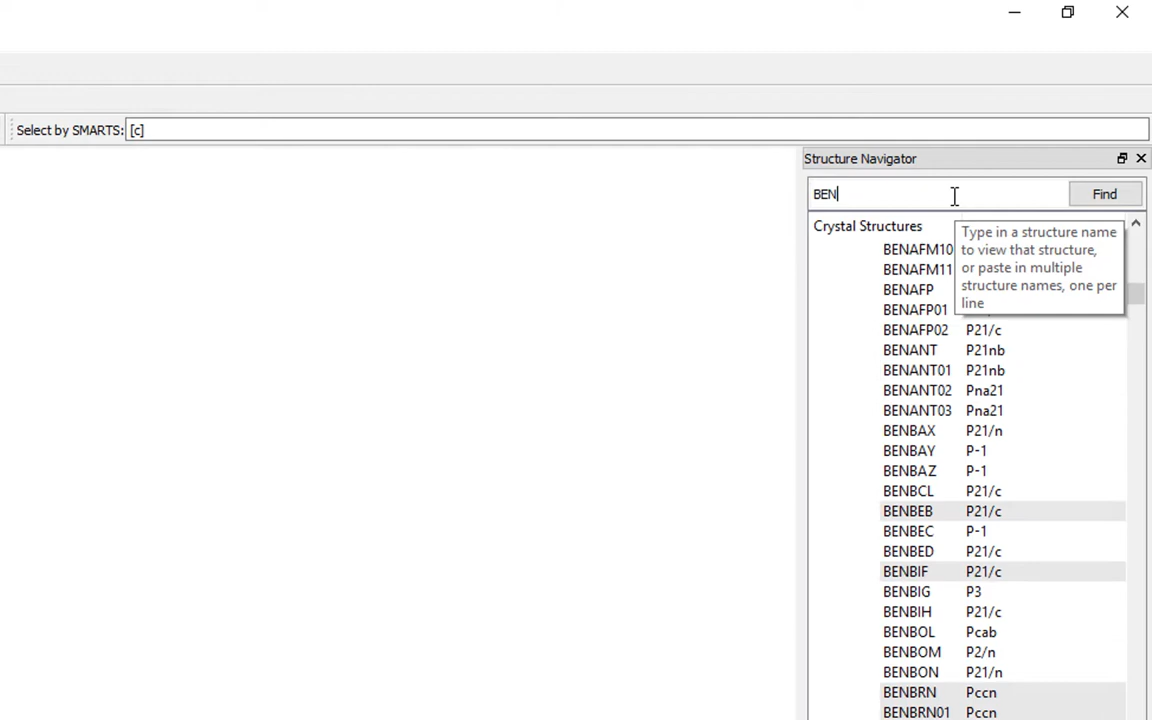 Select by SMARTS: [c]
Structure Navigator
BEN Find
Crystal Structures
Type in a structure name
to view that structure,
or paste in multiple
structure names, one per
line
BENAFM10
BENAFM11
BENAFP
BENAFP01
BENAFP02 P21/c
BENANT P21nb
BENANT01 P21nb
BENANT02 Pna21
BENANT03 Pna21
BENBAX P21/n
BENBAY P-1
BENBAZ P-1
BENBCL P21/c
BENBEB P21/c
BENBEC P-1
BENBED P21/c
BENBIF P21/c
BENBIG P3
BENBIH P21/c
BENBOL Pcab
BENBOM P2/n
BENBON P21/n
BENBRN Pccn
BENBRN01 Pccn